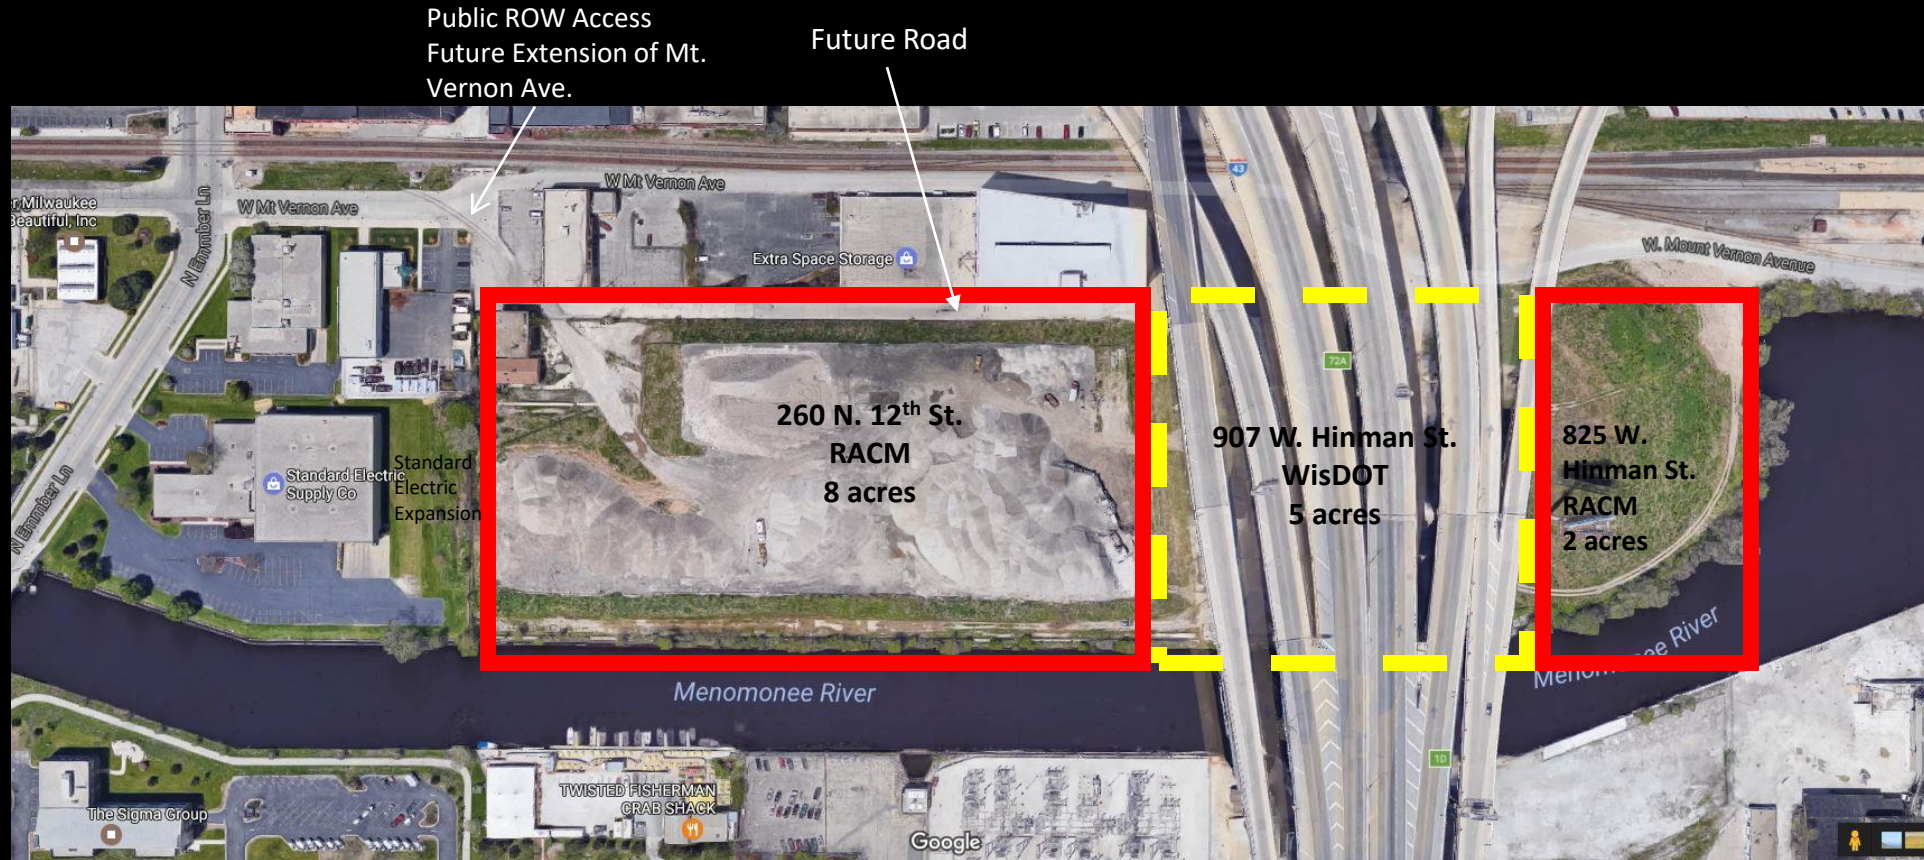 Public ROW Access
Future Extension of Mt.
Vernon Ave.
Future Road
W Mt Vernon Ave
43
N Emmber Ln
W Mt Vernon Ave
Milwaukee
Beautiful, Inc
Extra Space Storage
W. Mount Vernon Avenue
72A
260 N. 12th St.
RACM
8 acres
907 W. Hinman St.
WisDOT
5 acres
825 W.
Hinman St.
RACM
2 acres
Standard Electric
Supply Co
Standard
Electric
Expansion
N Emmber Ln
Menomonee River
Menomonee River
1D
TWISTED FISHERMAN
CRAB SHACK
The Sigma Group
Google